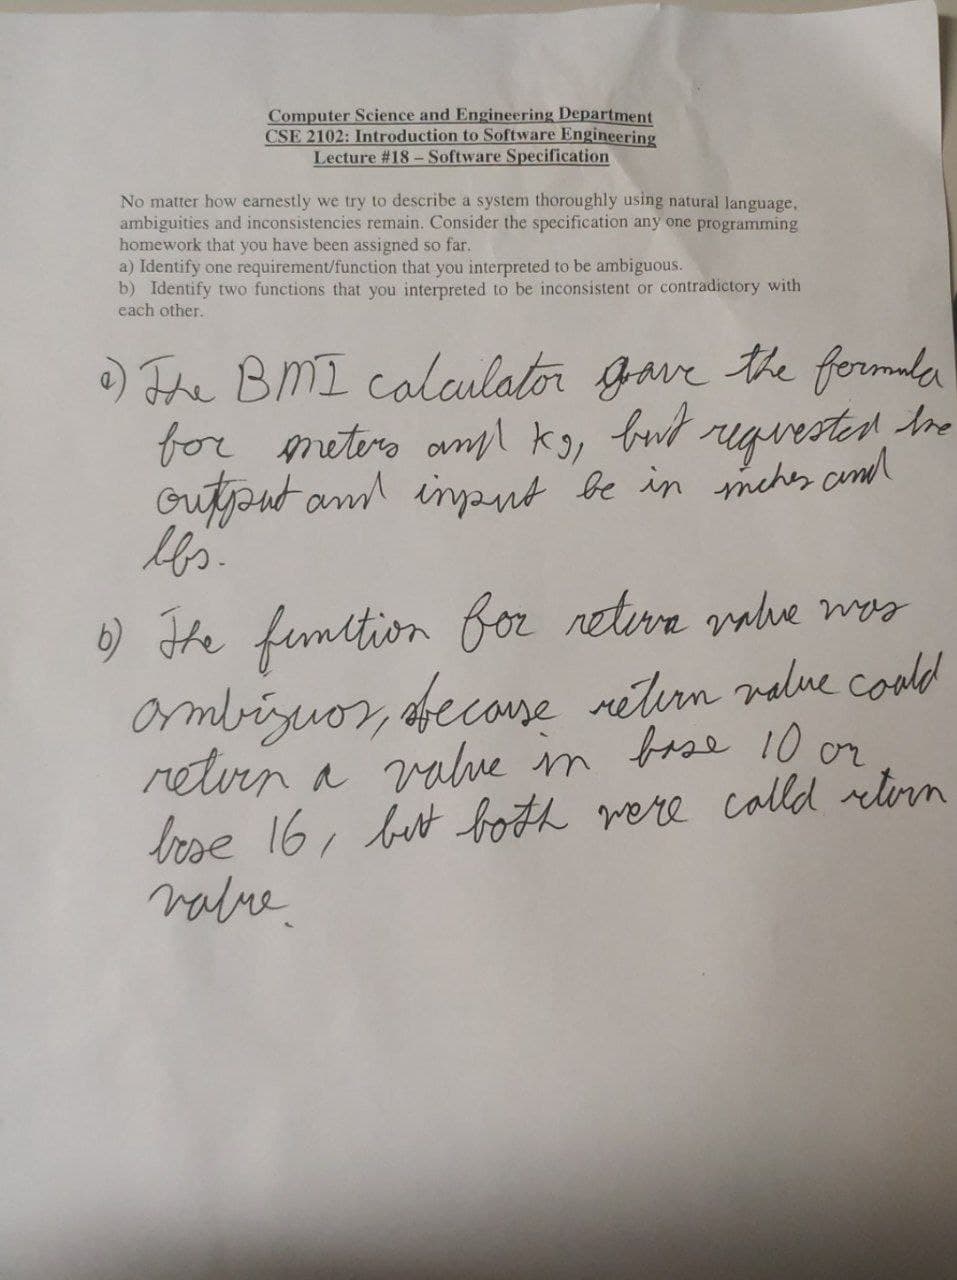 Computer Science and Engineering Department
CSE 2102: Introduction to Software Engineering
Lecture #18 – Software Specification
No matter how earnestly we try to describe a system thoroughly using natural language,
ambiguities and inconsistencies remain. Consider the specification any one programming
homework that you have been assigned so far.
a) Identify one requirement/function that you interpreted to be ambiguous.
b) Identify two functions that you interpreted to be inconsistent or contradictory with
each other.
a) The BMI calculator gave the formula
for meters and kg, but requested the
output and input be in inches and
lbs.
b) The function for return value was
ambiguos, because return value could
return a value in base 10 or
base 16, but both were calld return
value.